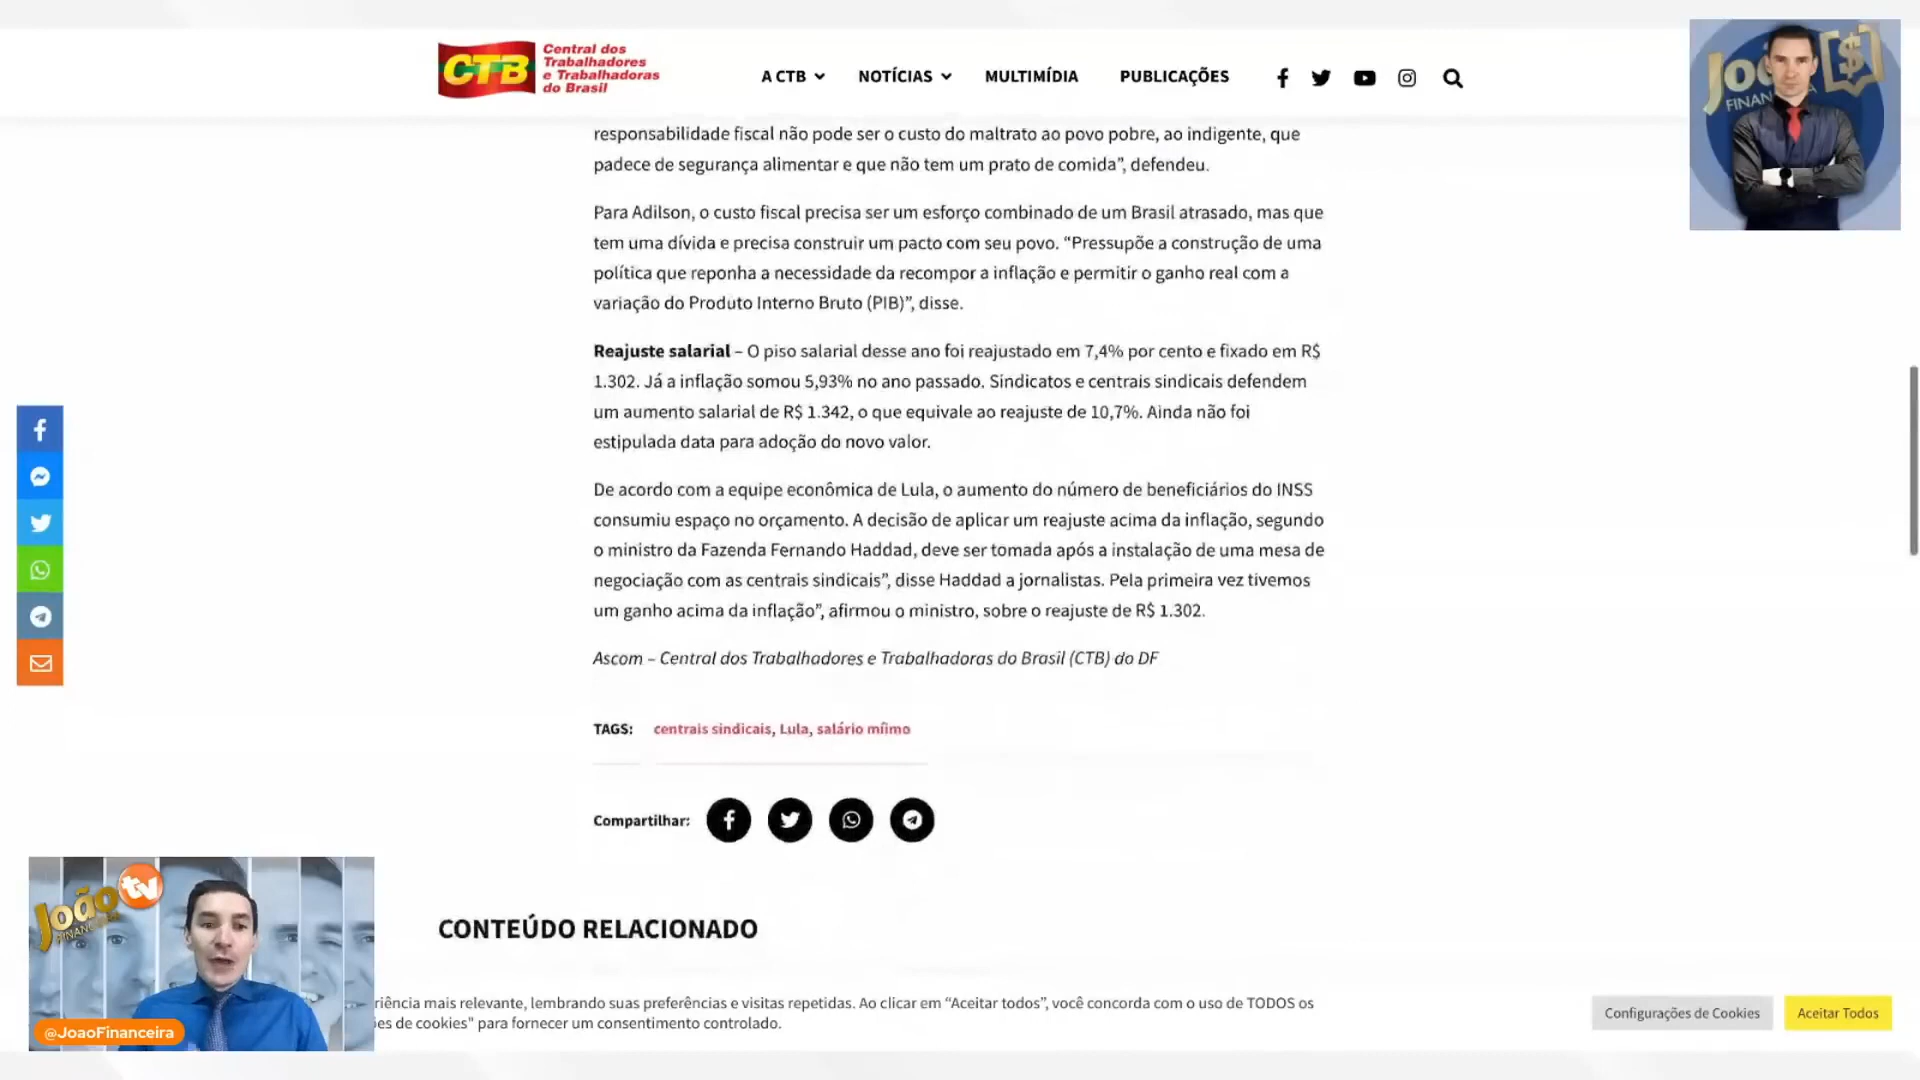 CTB Central dos
Trabalhadores
e Trabalhadoras
do Brasil
A CTB
NOTÍCIAS
MULTIMÍDIA
PUBLICAÇÕES
João
FINANCEIRA
responsabilidade fiscal não pode ser o custo do maltrato ao povo pobre, ao indigente, que
padece de segurança alimentar e que não tem um prato de comida”, defendeu.
Para Adilson, o custo fiscal precisa ser um esforço combinado de um Brasil atrasado, mas que
tem uma dívida e precisa construir um pacto com seu povo. “Pressupõe a construção de uma
política que reponha a necessidade da recompor a inflação e permitir o ganho real com a
variação do Produto Interno Bruto (PIB)”, disse.
Reajuste salarial – O piso salarial desse ano foi reajustado em 7,4% por cento e fixado em R$
1.302. Já a inflação somou 5,93% no ano passado. Sindicatos e centrais sindicais defendem
um aumento salarial de R$ 1.342, o que equivale ao reajuste de 10,7%. Ainda não foi
estipulada data para adoção do novo valor.
De acordo com a equipe econômica de Lula, o aumento do número de beneficiários do INSS
consumiu espaço no orçamento. A decisão de aplicar um reajuste acima da inflação, segundo
o ministro da Fazenda Fernando Haddad, deve ser tomada após a instalação de uma mesa de
negociação com as centrais sindicais”, disse Haddad a jornalistas. Pela primeira vez tivemos
um ganho acima da inflação”, afirmou o ministro, sobre o reajuste de R$ 1.302.
Ascom – Central dos Trabalhadores e Trabalhadoras do Brasil (CTB) do DF
TAGS: centrais sindicais, Lula, salário míimo
Compartilhar:
CONTEÚDO RELACIONADO
João tv
FINANCEIRA
@JoaoFinanceira
riência mais relevante, lembrando suas preferências e visitas repetidas. Ao clicar em “Aceitar todos”, você concorda com o uso de TODOS os
ões de cookies" para fornecer um consentimento controlado.
Configurações de Cookies
Aceitar Todos